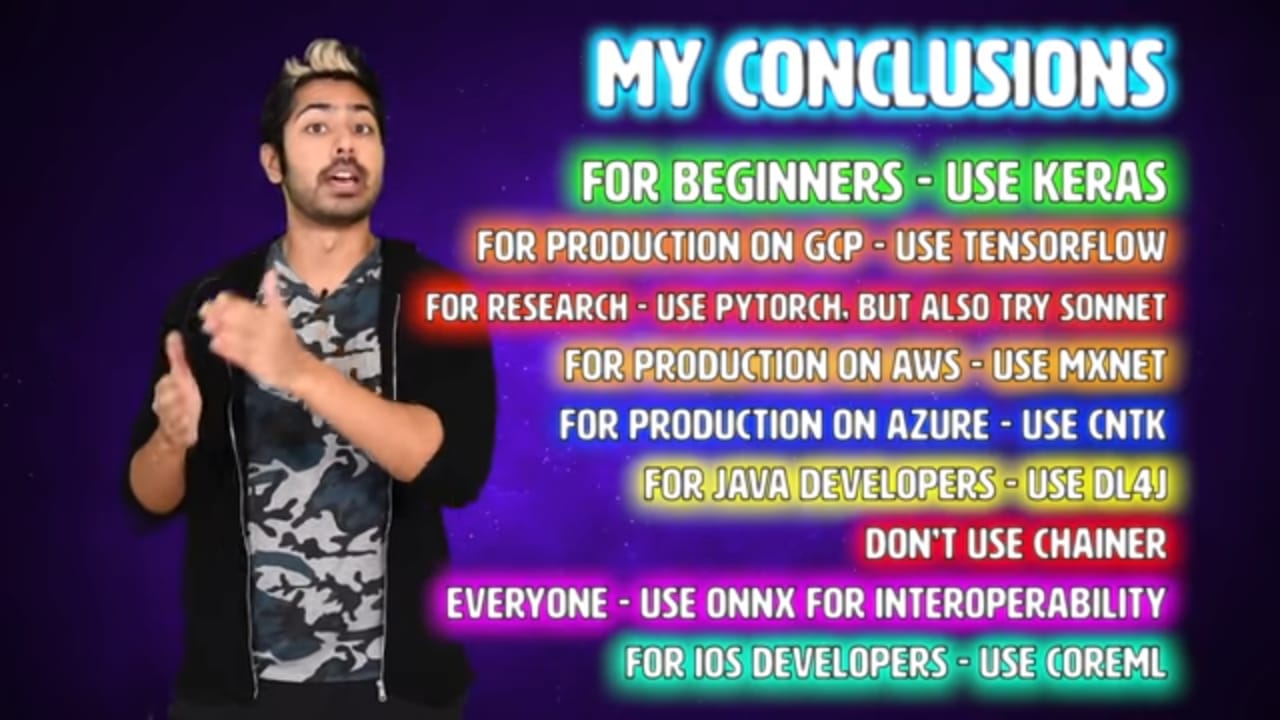 MY CONCLUSIONS
FOR BEGINNERS - USE KERAS
FOR PRODUCTION ON GCP - USE TENSORFLOW
FOR RESEARCH - USE PYTORCH, BUT ALSO TRY SONNET
FOR PRODUCTION ON AWS - USE MXNET
FOR PRODUCTION ON AZURE - USE CNTK
FOR JAVA DEVELOPERS - USE DL4J
DON'T USE CHAINER
EVERYONE - USE ONNX FOR INTEROPERABILITY
FOR IOS DEVELOPERS - USE COREML